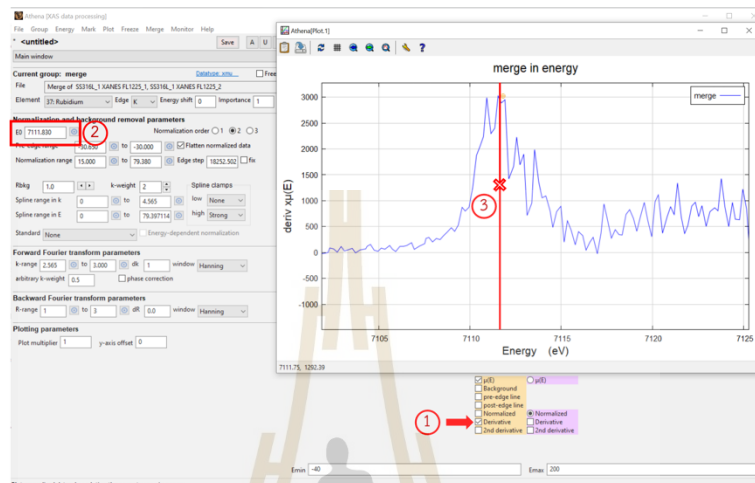 Athena [XAS data processing]
File Group Energy Mark Plot Freeze Merge Monitor Help
* <untitled> Save A U
Main window
Current group: merge Datatype: xmu Free
File Merge of SS316L_1 XANES FL1225_1, SS316L_1 XANES FL1225_2
Element 37: Rubidium Edge K Energy shift 0 Importance 1
Normalization and background removal parameters
E0 7111.830 2 Normalization order 1 2 3
Pre-edge range -30.450 to -30.000 Flatten normalized data
Normalization range 15.000 to 79.380 Edge step 18252.502 fix
Rbkg 1.0 k-weight 2 Spline clamps
Spline range in k 0 to 4.565 low None
Spline range in E 0 to 79.397114 high Strong
Standard None Energy-dependent normalization
Forward Fourier transform parameters
k-range 2.565 to 3.000 dk 1 window Hanning
arbitrary k-weight 0.5 phase correction
Backward Fourier transform parameters
R-range 1 to 3 dR 0.0 window Hanning
Plotting parameters
Plot multiplier 1 y-axis offset 0
Athena[Plot.1]
merge in energy
merge
3000
2500
2000
1500
1000
500
0
-500
-1000
deriv xμ(E)
3
7105 7110 7115 7120 7125
Energy (eV)
7111.75, 1292.39
μ(E) μ(E)
Background
pre-edge line
post-edge line
Normalized Normalized
1 Derivative Derivative
2nd derivative 2nd derivative
Emin -40 Emax 200